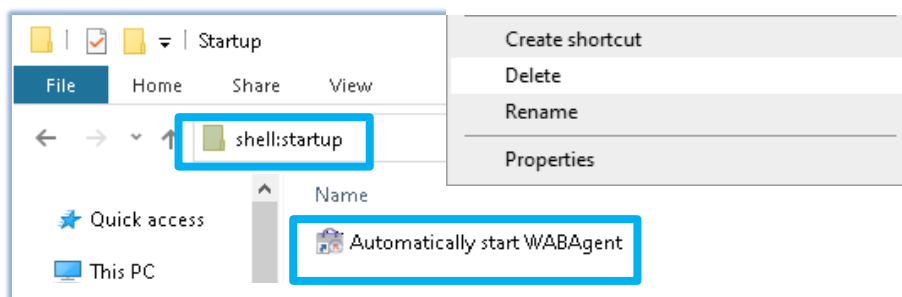 Startup
File Home Share View
shell:startup
Quick access
This PC
Name
Automatically start WABAgent
Create shortcut
Delete
Rename
Properties